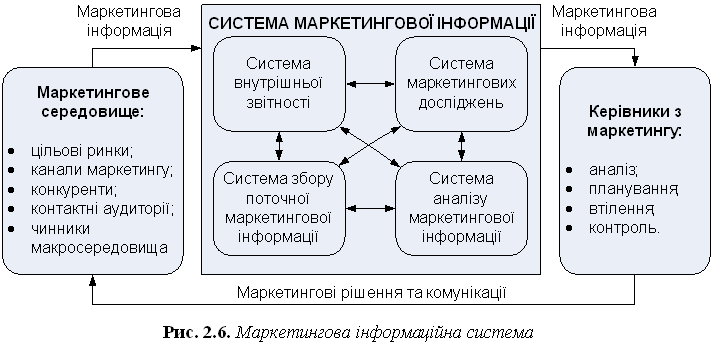 Маркетингова
інформація
СИСТЕМА МАРКЕТИНГОВОЇ ІНФОРМАЦІЇ
Маркетингова
інформація
Маркетингове
середовище:
• цільові ринки;
• канали маркетингу;
• конкуренти;
• контактні аудиторії;
• чинники
макросередовища
Система
внутрішньої
звітності
Система
маркетингових
досліджень
Система збору
поточної
маркетингової
інформації
Система
аналізу
маркетингової
інформації
Керівники з
маркетингу:
• аналіз;
• планування;
• втілення;
• контроль.
Маркетингові рішення та комунікації
Рис. 2.6. Маркетингова інформаційна система